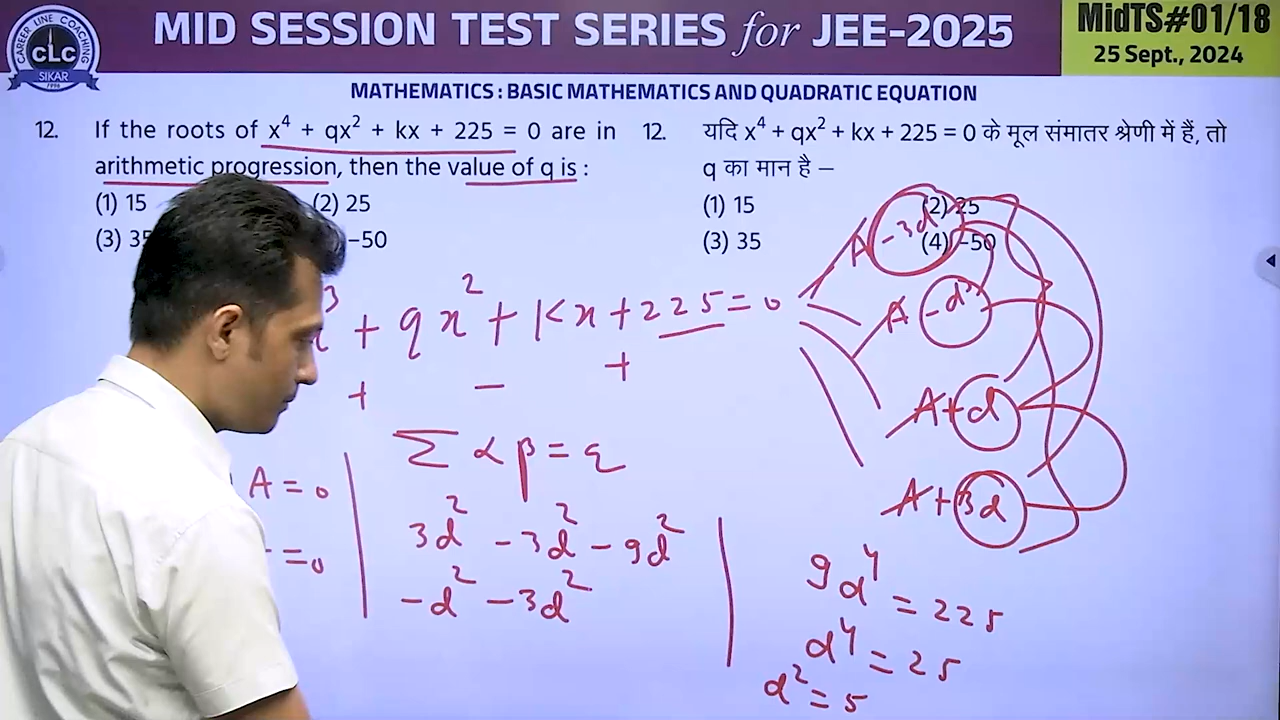 CAREER LINE COACHING
CLC
SIKAR
1996
MID SESSION TEST SERIES for JEE-2025
MidTS#01/18
25 Sept., 2024
MATHEMATICS : BASIC MATHEMATICS AND QUADRATIC EQUATION
12. If the roots of x⁴ + qx² + kx + 225 = 0 are in
arithmetic progression, then the value of q is :
(1) 15 (2) 25
(3) 35 –50
12. यदि x⁴ + qx² + kx + 225 = 0 के मूल समातर श्रेणी में हैं, तो
q का मान है –
(1) 15 (2) 25
(3) 35 (4) –50
x³ + qx² + Kx + 225 = 0
+ – +
A - 3d
A - d
A + d
A + 3d
A = 0
= 0
Σαβ = q
3d² - 3d² - 9d²
-d² - 3d²
9d⁴ = 225
d⁴ = 25
d² = 5